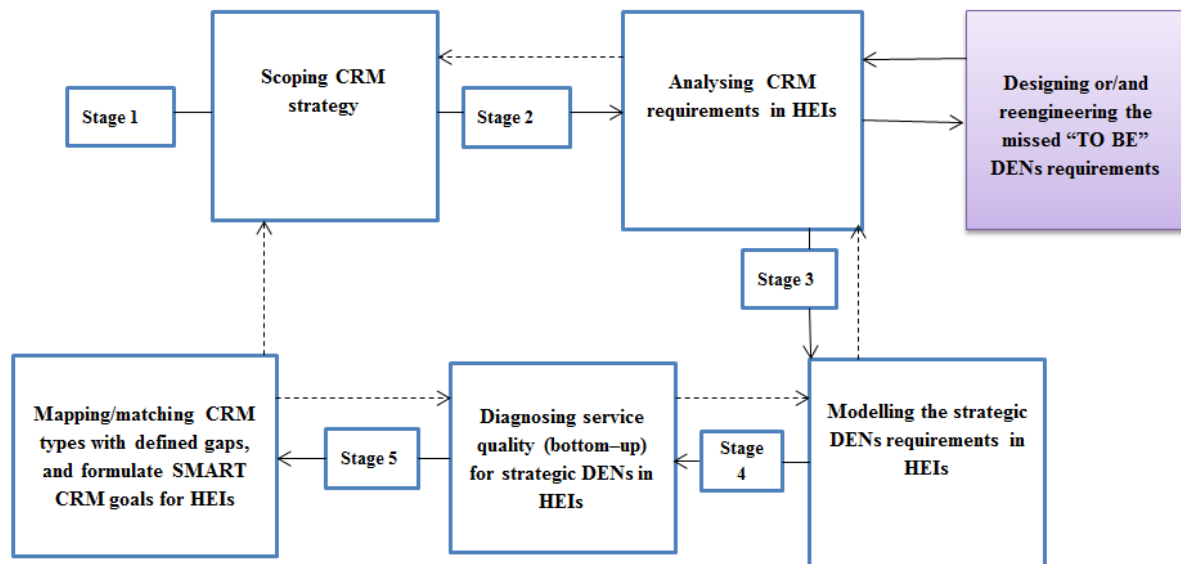 Stage 1
Scoping CRM
strategy
Stage 2
Analysing CRM
requirements in HEIs
Designing or/and
reengineering the
missed “TO BE”
DENs requirements
Stage 3
Mapping/matching CRM
types with defined gaps,
and formulate SMART
CRM goals for HEIs
Stage 5
Diagnosing service
quality (bottom–up)
for strategic DENs in
HEIs
Stage
4
Modelling the strategic
DENs requirements in
HEIs